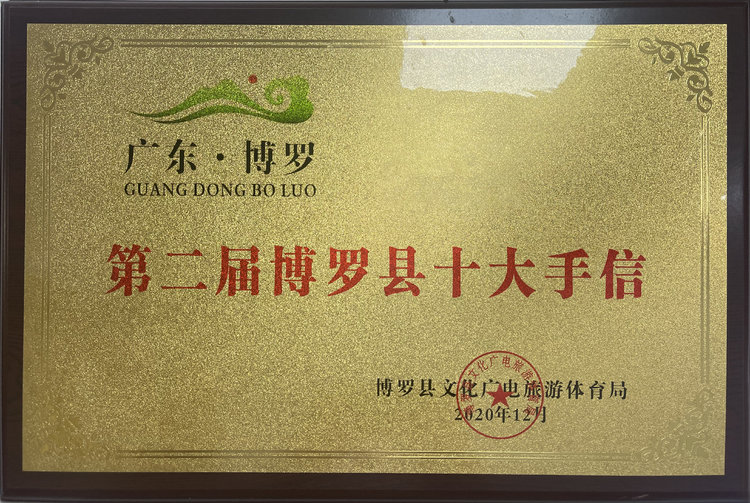 广东·博罗
GUANG DONG BO LUO
第二届博罗县十大手信
博罗县文化广电旅游体育局
2020年12月